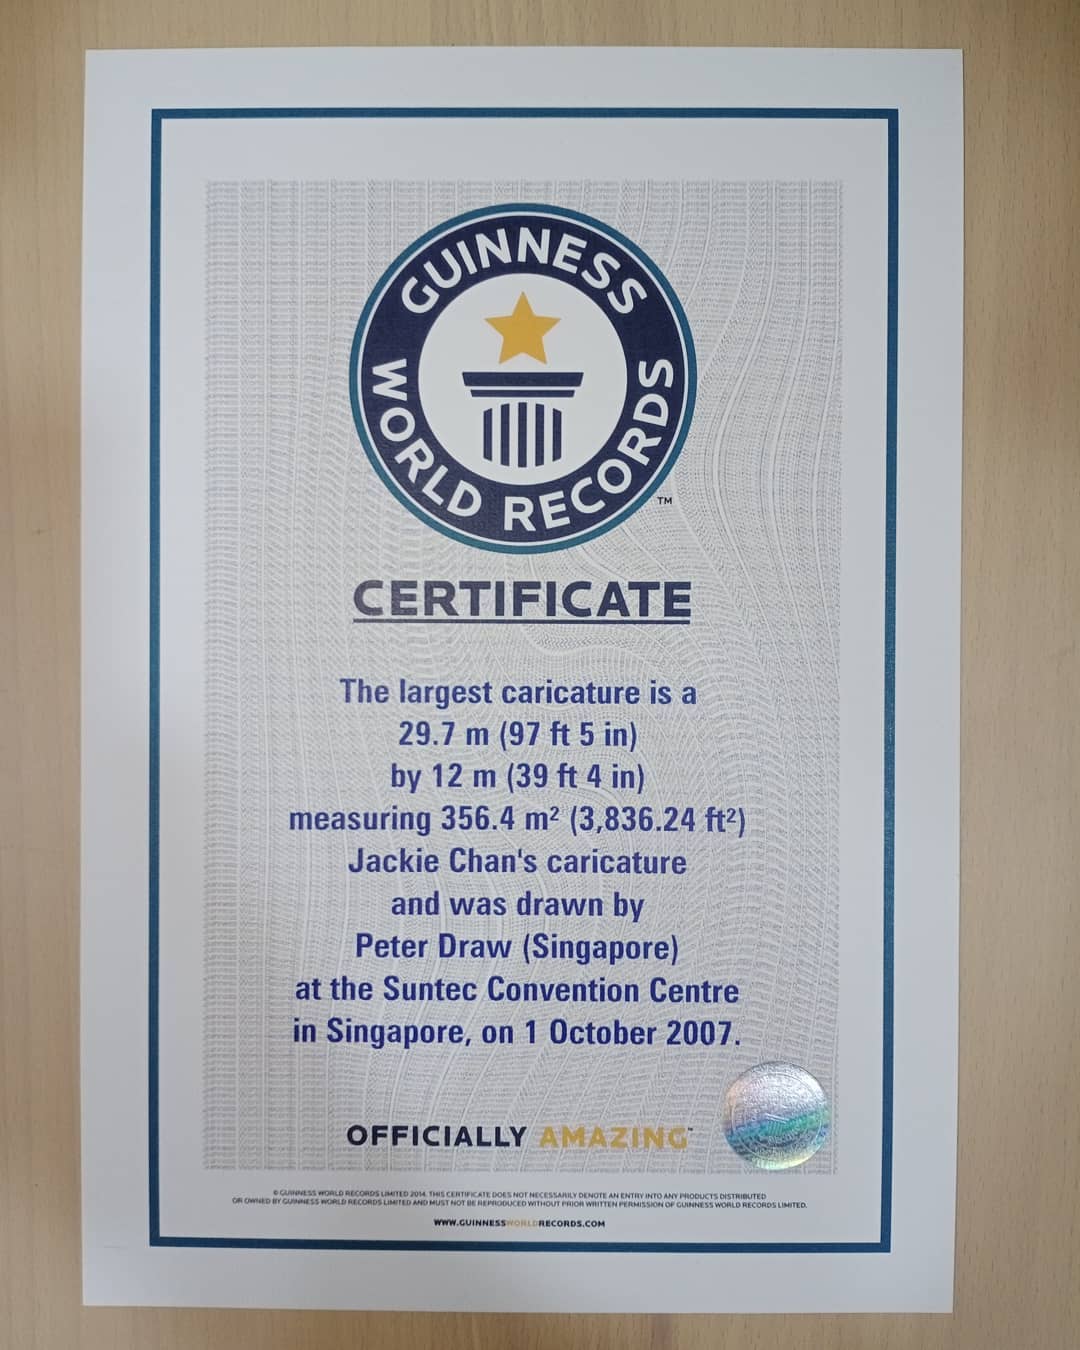 GUINNESS
WORLD RECORDS
TM
CERTIFICATE
The largest caricature is a
29.7 m (97 ft 5 in)
by 12 m (39 ft 4 in)
measuring 356.4 m² (3,836.24 ft²)
Jackie Chan's caricature
and was drawn by
Peter Draw (Singapore)
at the Suntec Convention Centre
in Singapore, on 1 October 2007.
OFFICIALLY AMAZING™
© GUINNESS WORLD RECORDS LIMITED 2014. THIS CERTIFICATE DOES NOT NECESSARILY DENOTE AN ENTRY INTO ANY PRODUCTS DISTRIBUTED
OR OWNED BY GUINNESS WORLD RECORDS LIMITED AND MUST NOT BE REPRODUCED WITHOUT PRIOR WRITTEN PERMISSION OF GUINNESS WORLD RECORDS LIMITED.
WWW.GUINNESSWORLDRECORDS.COM